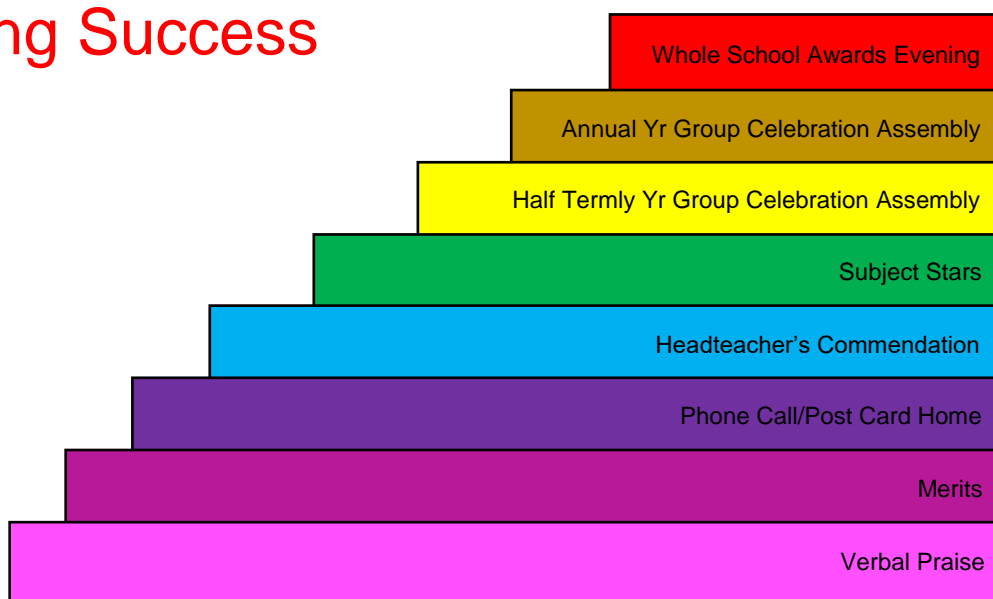 ng Success
Whole School Awards Evening
Annual Yr Group Celebration Assembly
Half Termly Yr Group Celebration Assembly
Subject Stars
Headteacher’s Commendation
Phone Call/Post Card Home
Merits
Verbal Praise